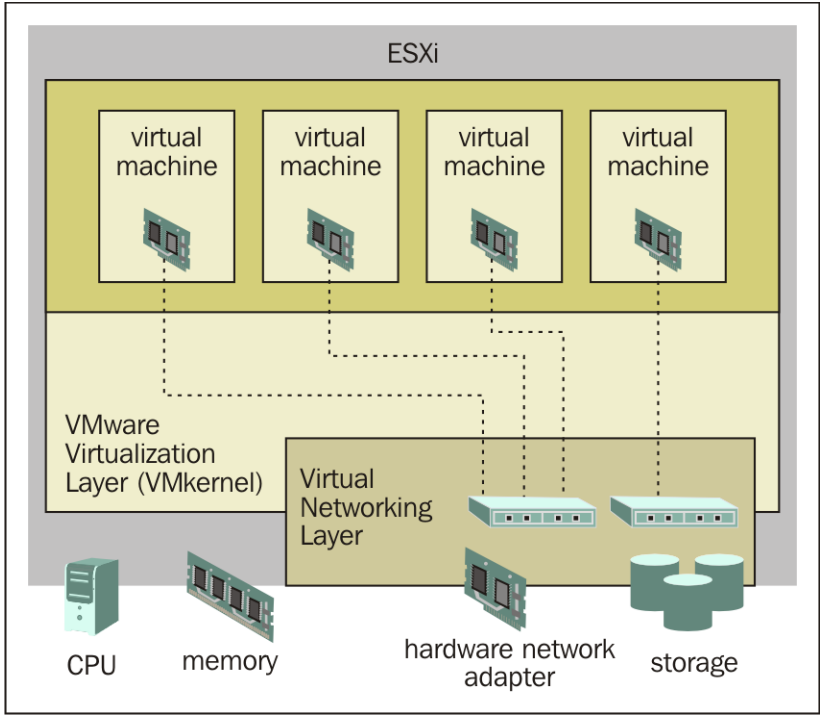 ESXi
virtual
machine
virtual
machine
virtual
machine
virtual
machine
VMware
Virtualization
Layer (VMkernel)
Virtual
Networking
Layer
CPU
memory
hardware network
adapter
storage